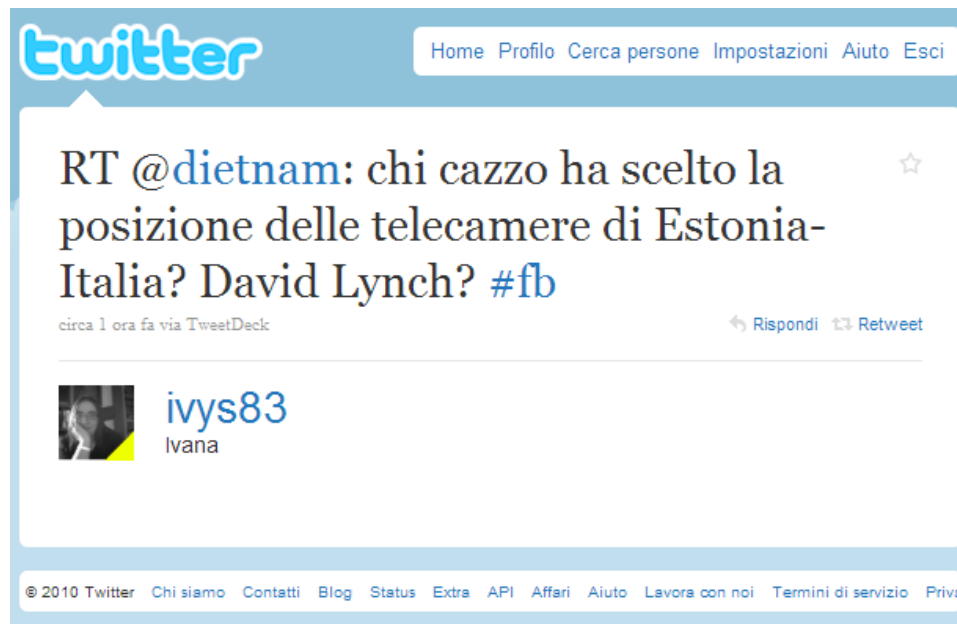 twitter
Home Profilo Cerca persone Impostazioni Aiuto Esci
RT @dietnam: chi cazzo ha scelto la
posizione delle telecamere di Estonia-
Italia? David Lynch? #fb
circa 1 ora fa via TweetDeck
Rispondi Retweet
ivys83
Ivana
© 2010 Twitter Chi siamo Contatti Blog Status Extra API Affari Aiuto Lavora con noi Termini di servizio